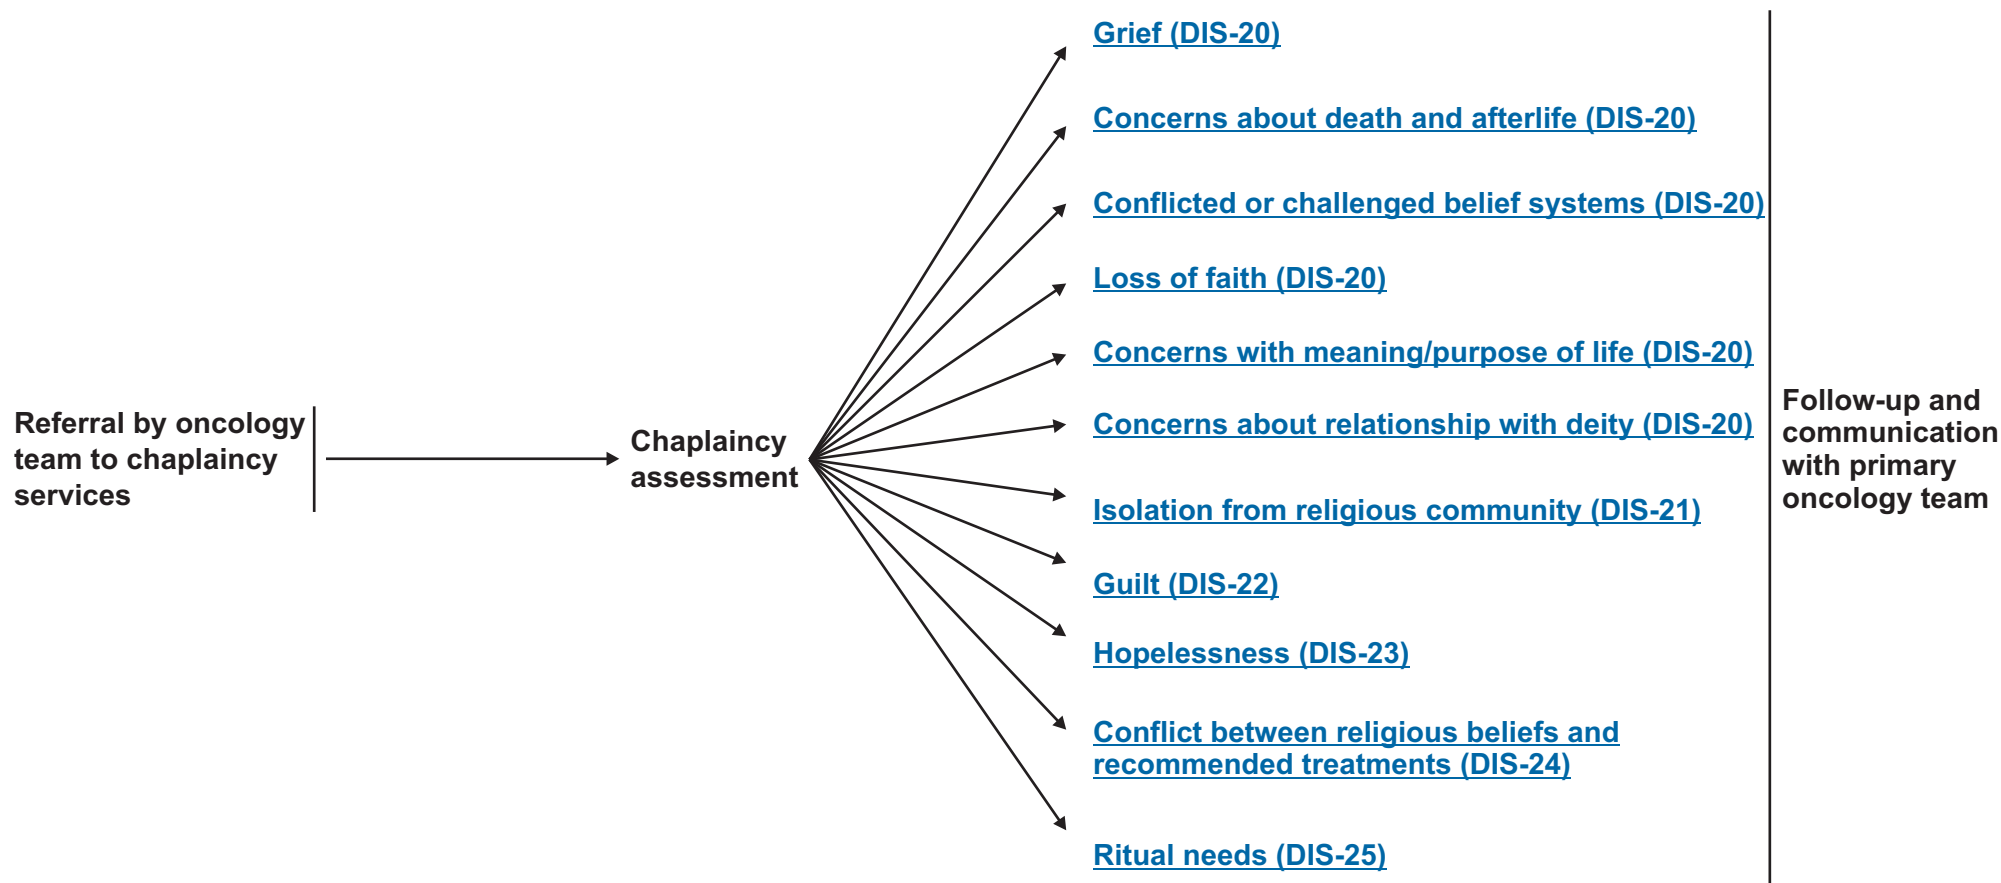 Referral by oncology
team to chaplaincy
services
Chaplaincy
assessment
Grief (DIS-20)
Concerns about death and afterlife (DIS-20)
Conflicted or challenged belief systems (DIS-20)
Loss of faith (DIS-20)
Concerns with meaning/purpose of life (DIS-20)
Concerns about relationship with deity (DIS-20)
Isolation from religious community (DIS-21)
Guilt (DIS-22)
Hopelessness (DIS-23)
Conflict between religious beliefs and
recommended treatments (DIS-24)
Ritual needs (DIS-25)
Follow-up and
communication
with primary
oncology team